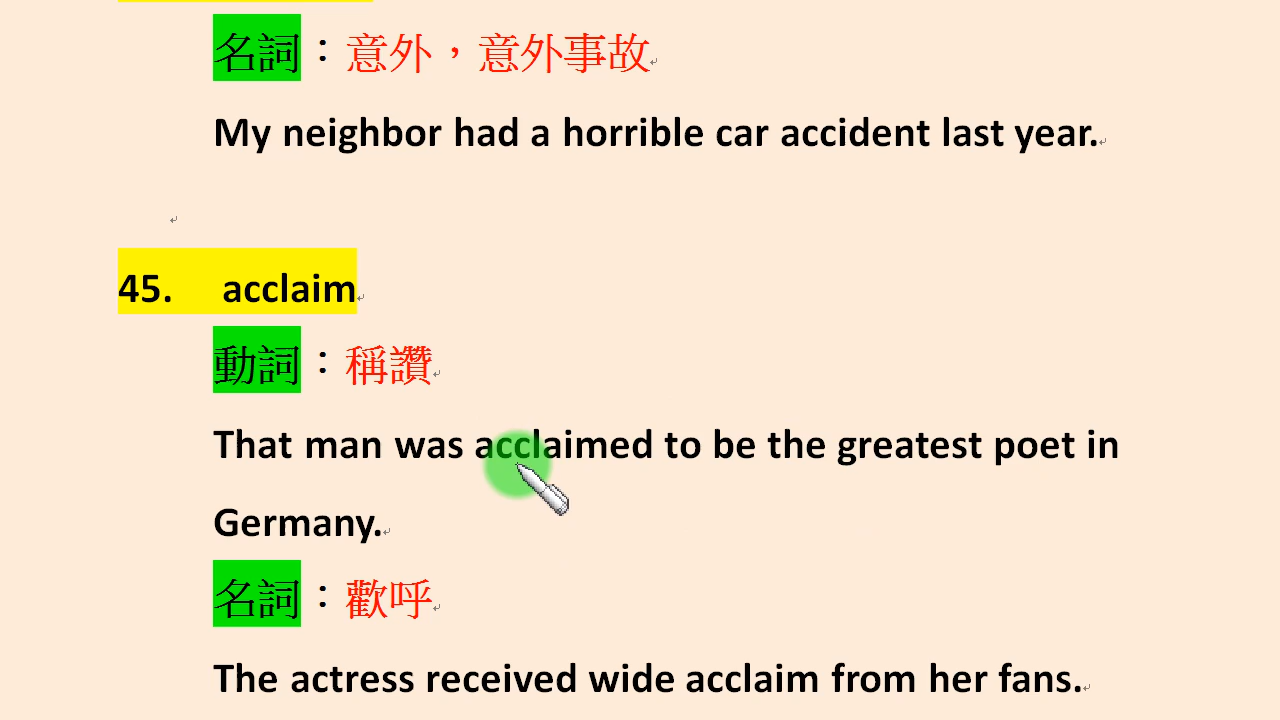 名詞：意外，意外事故
My neighbor had a horrible car accident last year.
45. acclaim
動詞：稱讚
That man was acclaimed to be the greatest poet in
Germany.
名詞：歡呼
The actress received wide acclaim from her fans.